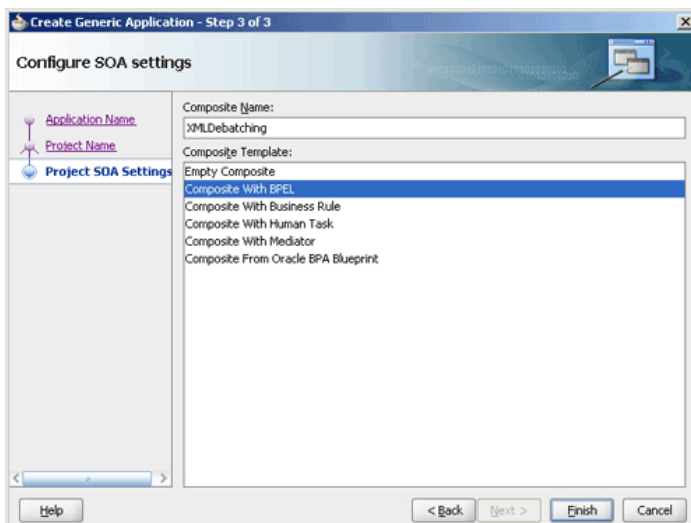 Create Generic Application - Step 3 of 3
Configure SOA settings
Application Name
Project Name
Project SOA Settings
Composite Name:
XMLDebatching
Composite Template:
Empty Composite
Composite With BPEL
Composite With Business Rule
Composite With Human Task
Composite With Mediator
Composite From Oracle BPA Blueprint
Help
< Back
Next >
Finish
Cancel